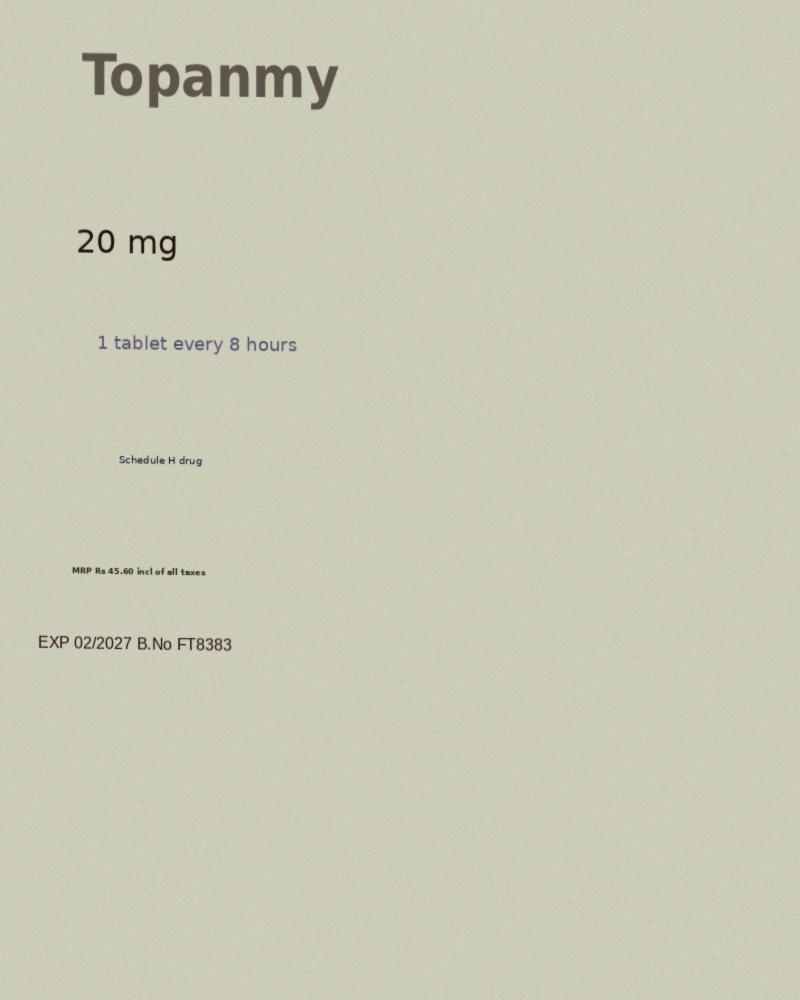 Topanmy
20 mg
1 tablet every 8 hours
Schedule H drug
MRP Rs 45.60 incl of all taxes
EXP 02/2027 B.No FT8383